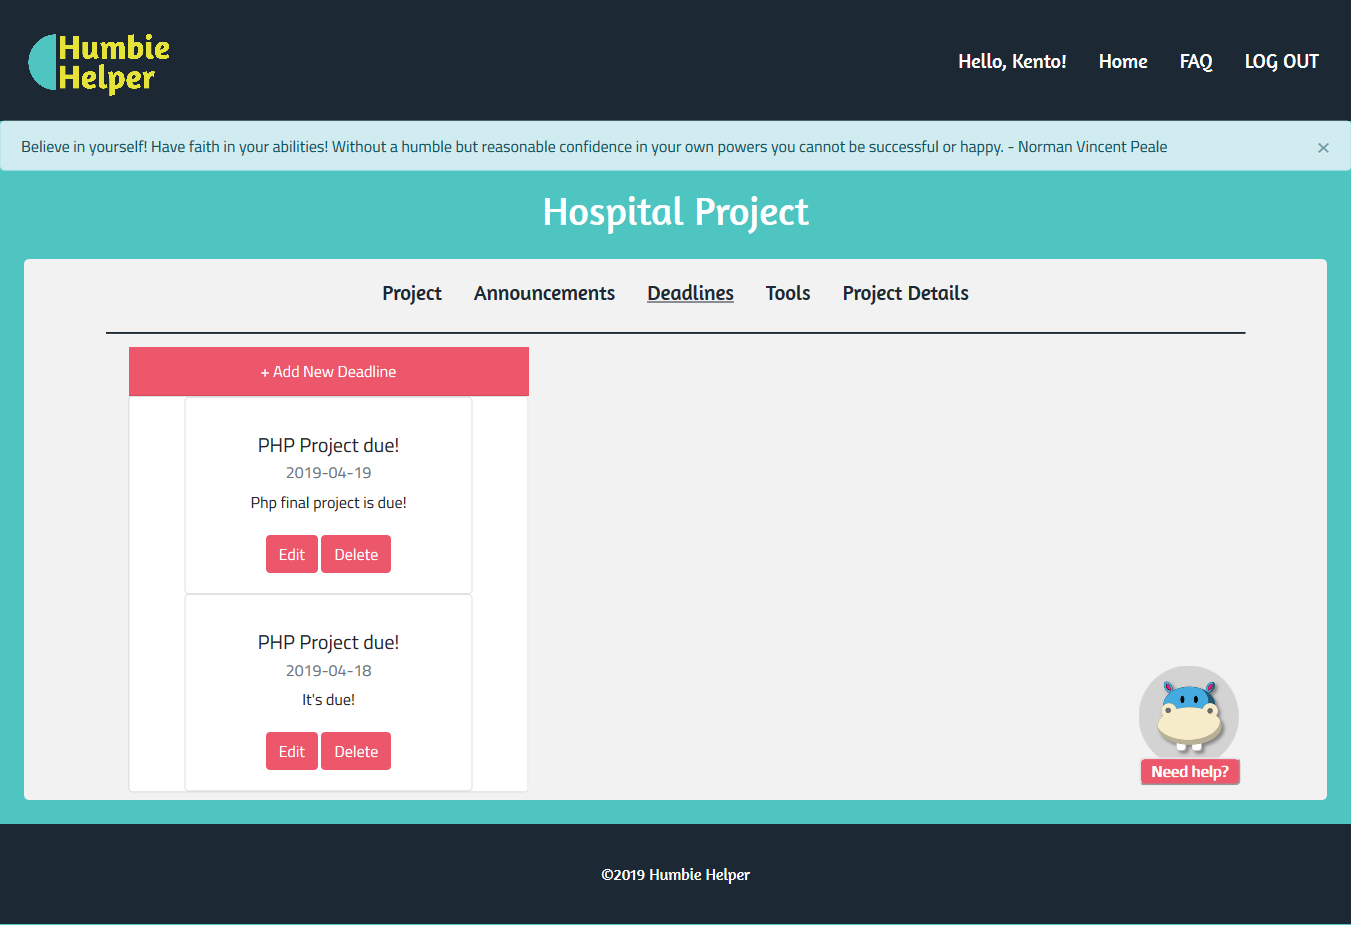 Humbie
Helper
Hello, Kento! Home FAQ LOG OUT
Believe in yourself! Have faith in your abilities! Without a humble but reasonable confidence in your own powers you cannot be successful or happy. - Norman Vincent Peale ×
Hospital Project
Project Announcements Deadlines Tools Project Details
+ Add New Deadline
PHP Project due!
2019-04-19
Php final project is due!
Edit Delete
PHP Project due!
2019-04-18
It's due!
Edit Delete
Need help?
©2019 Humbie Helper